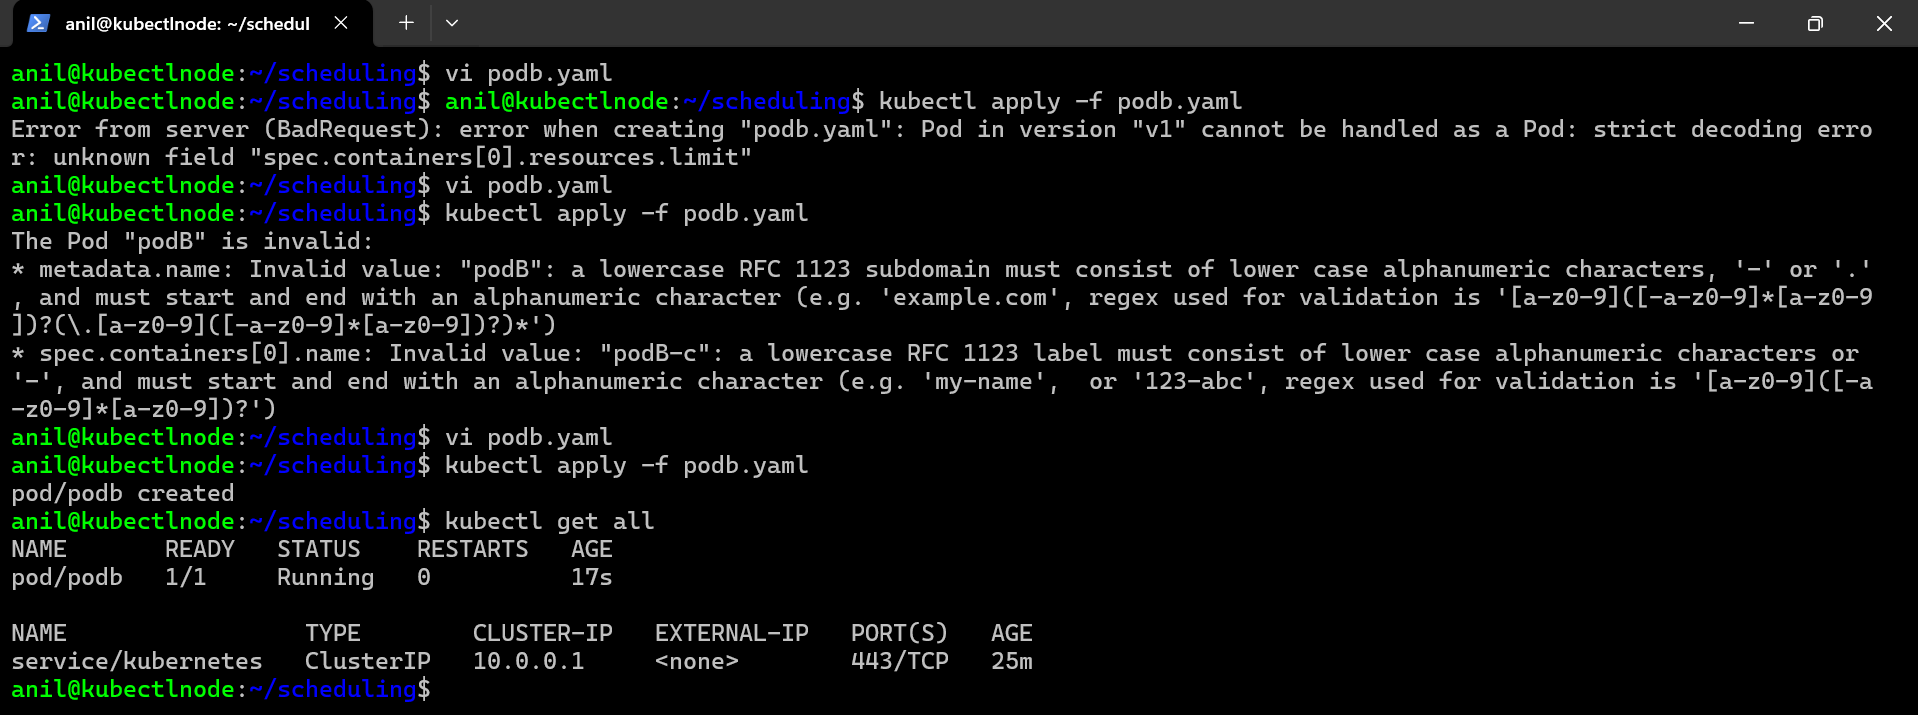 anil@kubectlnode: ~/schedul
anil@kubectlnode:~/scheduling$ vi podb.yaml
anil@kubectlnode:~/scheduling$ anil@kubectlnode:~/scheduling$ kubectl apply -f podb.yaml
Error from server (BadRequest): error when creating "podb.yaml": Pod in version "v1" cannot be handled as a Pod: strict decoding erro
r: unknown field "spec.containers[0].resources.limit"
anil@kubectlnode:~/scheduling$ vi podb.yaml
anil@kubectlnode:~/scheduling$ kubectl apply -f podb.yaml
The Pod "podB" is invalid:
* metadata.name: Invalid value: "podB": a lowercase RFC 1123 subdomain must consist of lower case alphanumeric characters, '-' or '.'
, and must start and end with an alphanumeric character (e.g. 'example.com', regex used for validation is '[a-z0-9]([-a-z0-9]*[a-z0-9
])?(\.[a-z0-9]([-a-z0-9]*[a-z0-9])?)*')
* spec.containers[0].name: Invalid value: "podB-c": a lowercase RFC 1123 label must consist of lower case alphanumeric characters or
'-', and must start and end with an alphanumeric character (e.g. 'my-name',  or '123-abc', regex used for validation is '[a-z0-9]([-a
-z0-9]*[a-z0-9])?')
anil@kubectlnode:~/scheduling$ vi podb.yaml
anil@kubectlnode:~/scheduling$ kubectl apply -f podb.yaml
pod/podb created
anil@kubectlnode:~/scheduling$ kubectl get all
NAME       READY   STATUS    RESTARTS   AGE
pod/podb   1/1     Running   0          17s

NAME                 TYPE        CLUSTER-IP   EXTERNAL-IP   PORT(S)   AGE
service/kubernetes   ClusterIP   10.0.0.1     <none>        443/TCP   25m
anil@kubectlnode:~/scheduling$